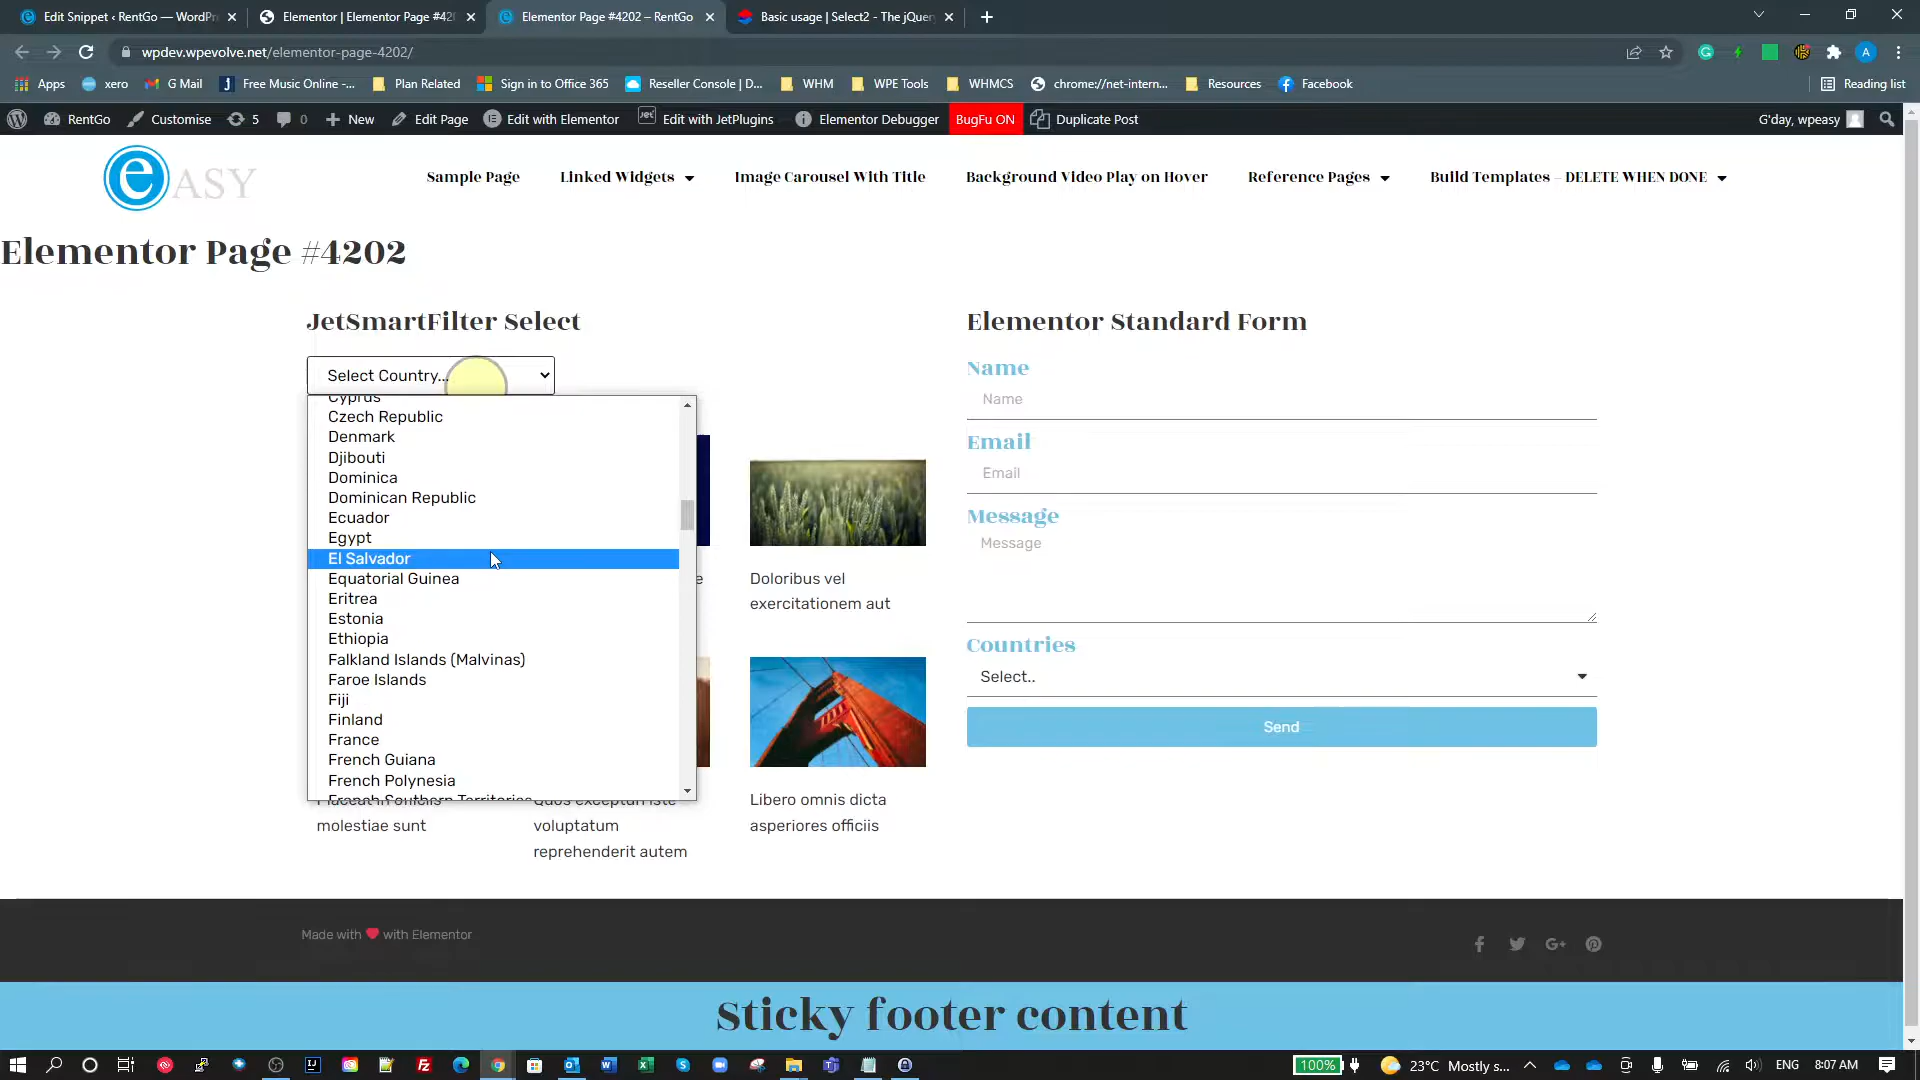 Edit Snippet ‹ RentGo — WordPr
Elementor | Elementor Page #42
Elementor Page #4202 – RentGo
Basic usage | Select2 - The jQuery
wpdev.wpevolve.net/elementor-page-4202/
Apps
xero
G Mail
Free Music Online -...
Plan Related
Sign in to Office 365
Reseller Console | D...
WHM
WPE Tools
WHMCS
chrome://net-intern...
Resources
Facebook
Reading list
RentGo
Customise
5
0
New
Edit Page
Edit with Elementor
Edit with JetPlugins
Elementor Debugger
BugFu ON
Duplicate Post
G'day, wpeasy
e ASY
Sample Page
Linked Widgets
Image Carousel With Title
Background Video Play on Hover
Reference Pages
Build Templates – DELETE WHEN DONE
Elementor Page #4202
JetSmartFilter Select
Select Country...
Cyprus
Czech Republic
Denmark
Djibouti
Dominica
Dominican Republic
Ecuador
Egypt
El Salvador
Equatorial Guinea
Eritrea
Estonia
Ethiopia
Falkland Islands (Malvinas)
Faroe Islands
Fiji
Finland
France
French Guiana
French Polynesia
French Southern Territories
Doloribus vel
exercitationem aut
molestiae sunt
Quos excepturi iste
voluptatum
reprehenderit autem
Libero omnis dicta
asperiores officiis
Elementor Standard Form
Name
Name
Email
Email
Message
Message
Countries
Select..
Send
Made with ❤ with Elementor
Sticky footer content
100%
23°C Mostly s...
ENG
8:07 AM